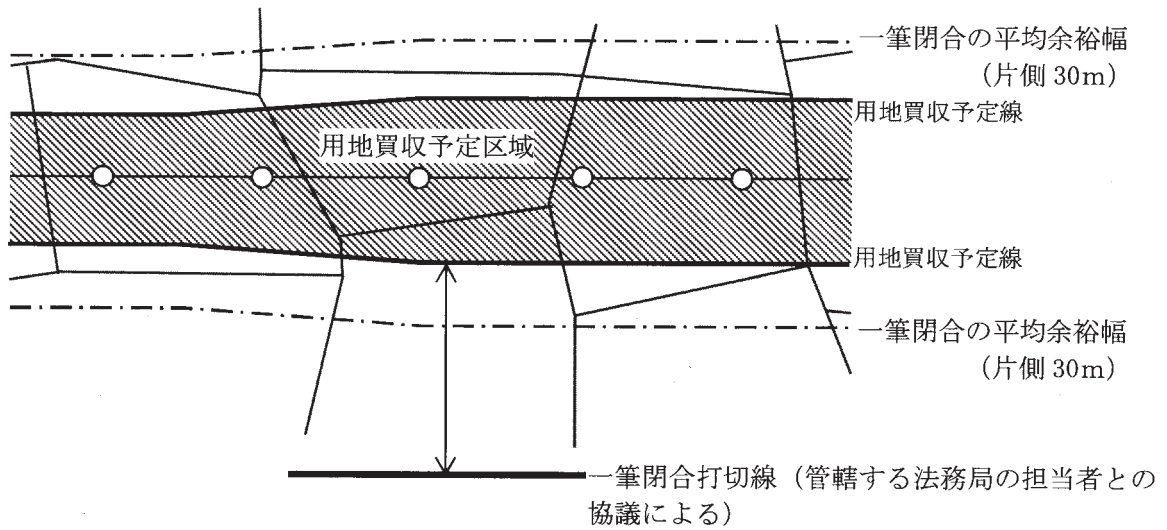 一筆閉合の平均余裕幅
（片側 30m）
用地買収予定線
用地買収予定区域
用地買収予定線
一筆閉合の平均余裕幅
（片側 30m）
一筆閉合打切線（管轄する法務局の担当者との
協議による）